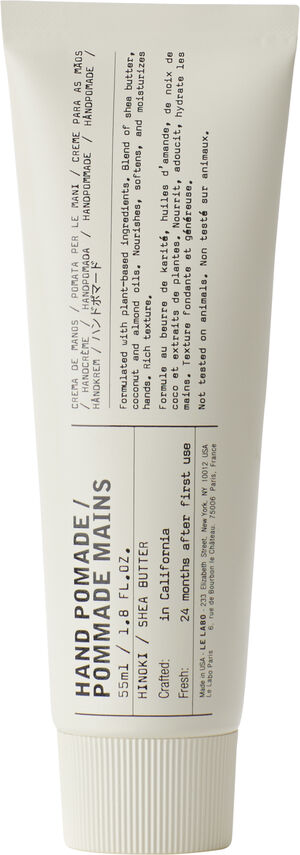 CREMA DE MANOS / POMATA PER LE MANI / CREME PARA AS MÃOS
/ HANDCRÈME / HANDPOMADA / HANDPOMMADE / HÅNDPOMADE /
HÅNDKREM / ハンドポマード
Formulated with plant-based ingredients. Blend of shea butter,
coconut and almond oils. Nourishes, softens, and moisturizes
hands. Rich texture.
Formule au beurre de karité, huiles d'amande, de noix de
coco et extraits de plantes. Nourrit, adoucit, hydrate les
mains. Texture fondante et généreuse.
Not tested on animals. Non testé sur animaux.
HAND POMADE /
POMMADE MAINS
55ml / 1.8 FL.OZ.
HINOKI // SHEA BUTTER
Crafted: in California
Fresh: 24 months after first use
Made in USA - LE LABO - 233 Elizabeth Street, New York, NY 10012 USA
Le Labo Paris 6, rue de Bourbon le Château, 75006 Paris, France